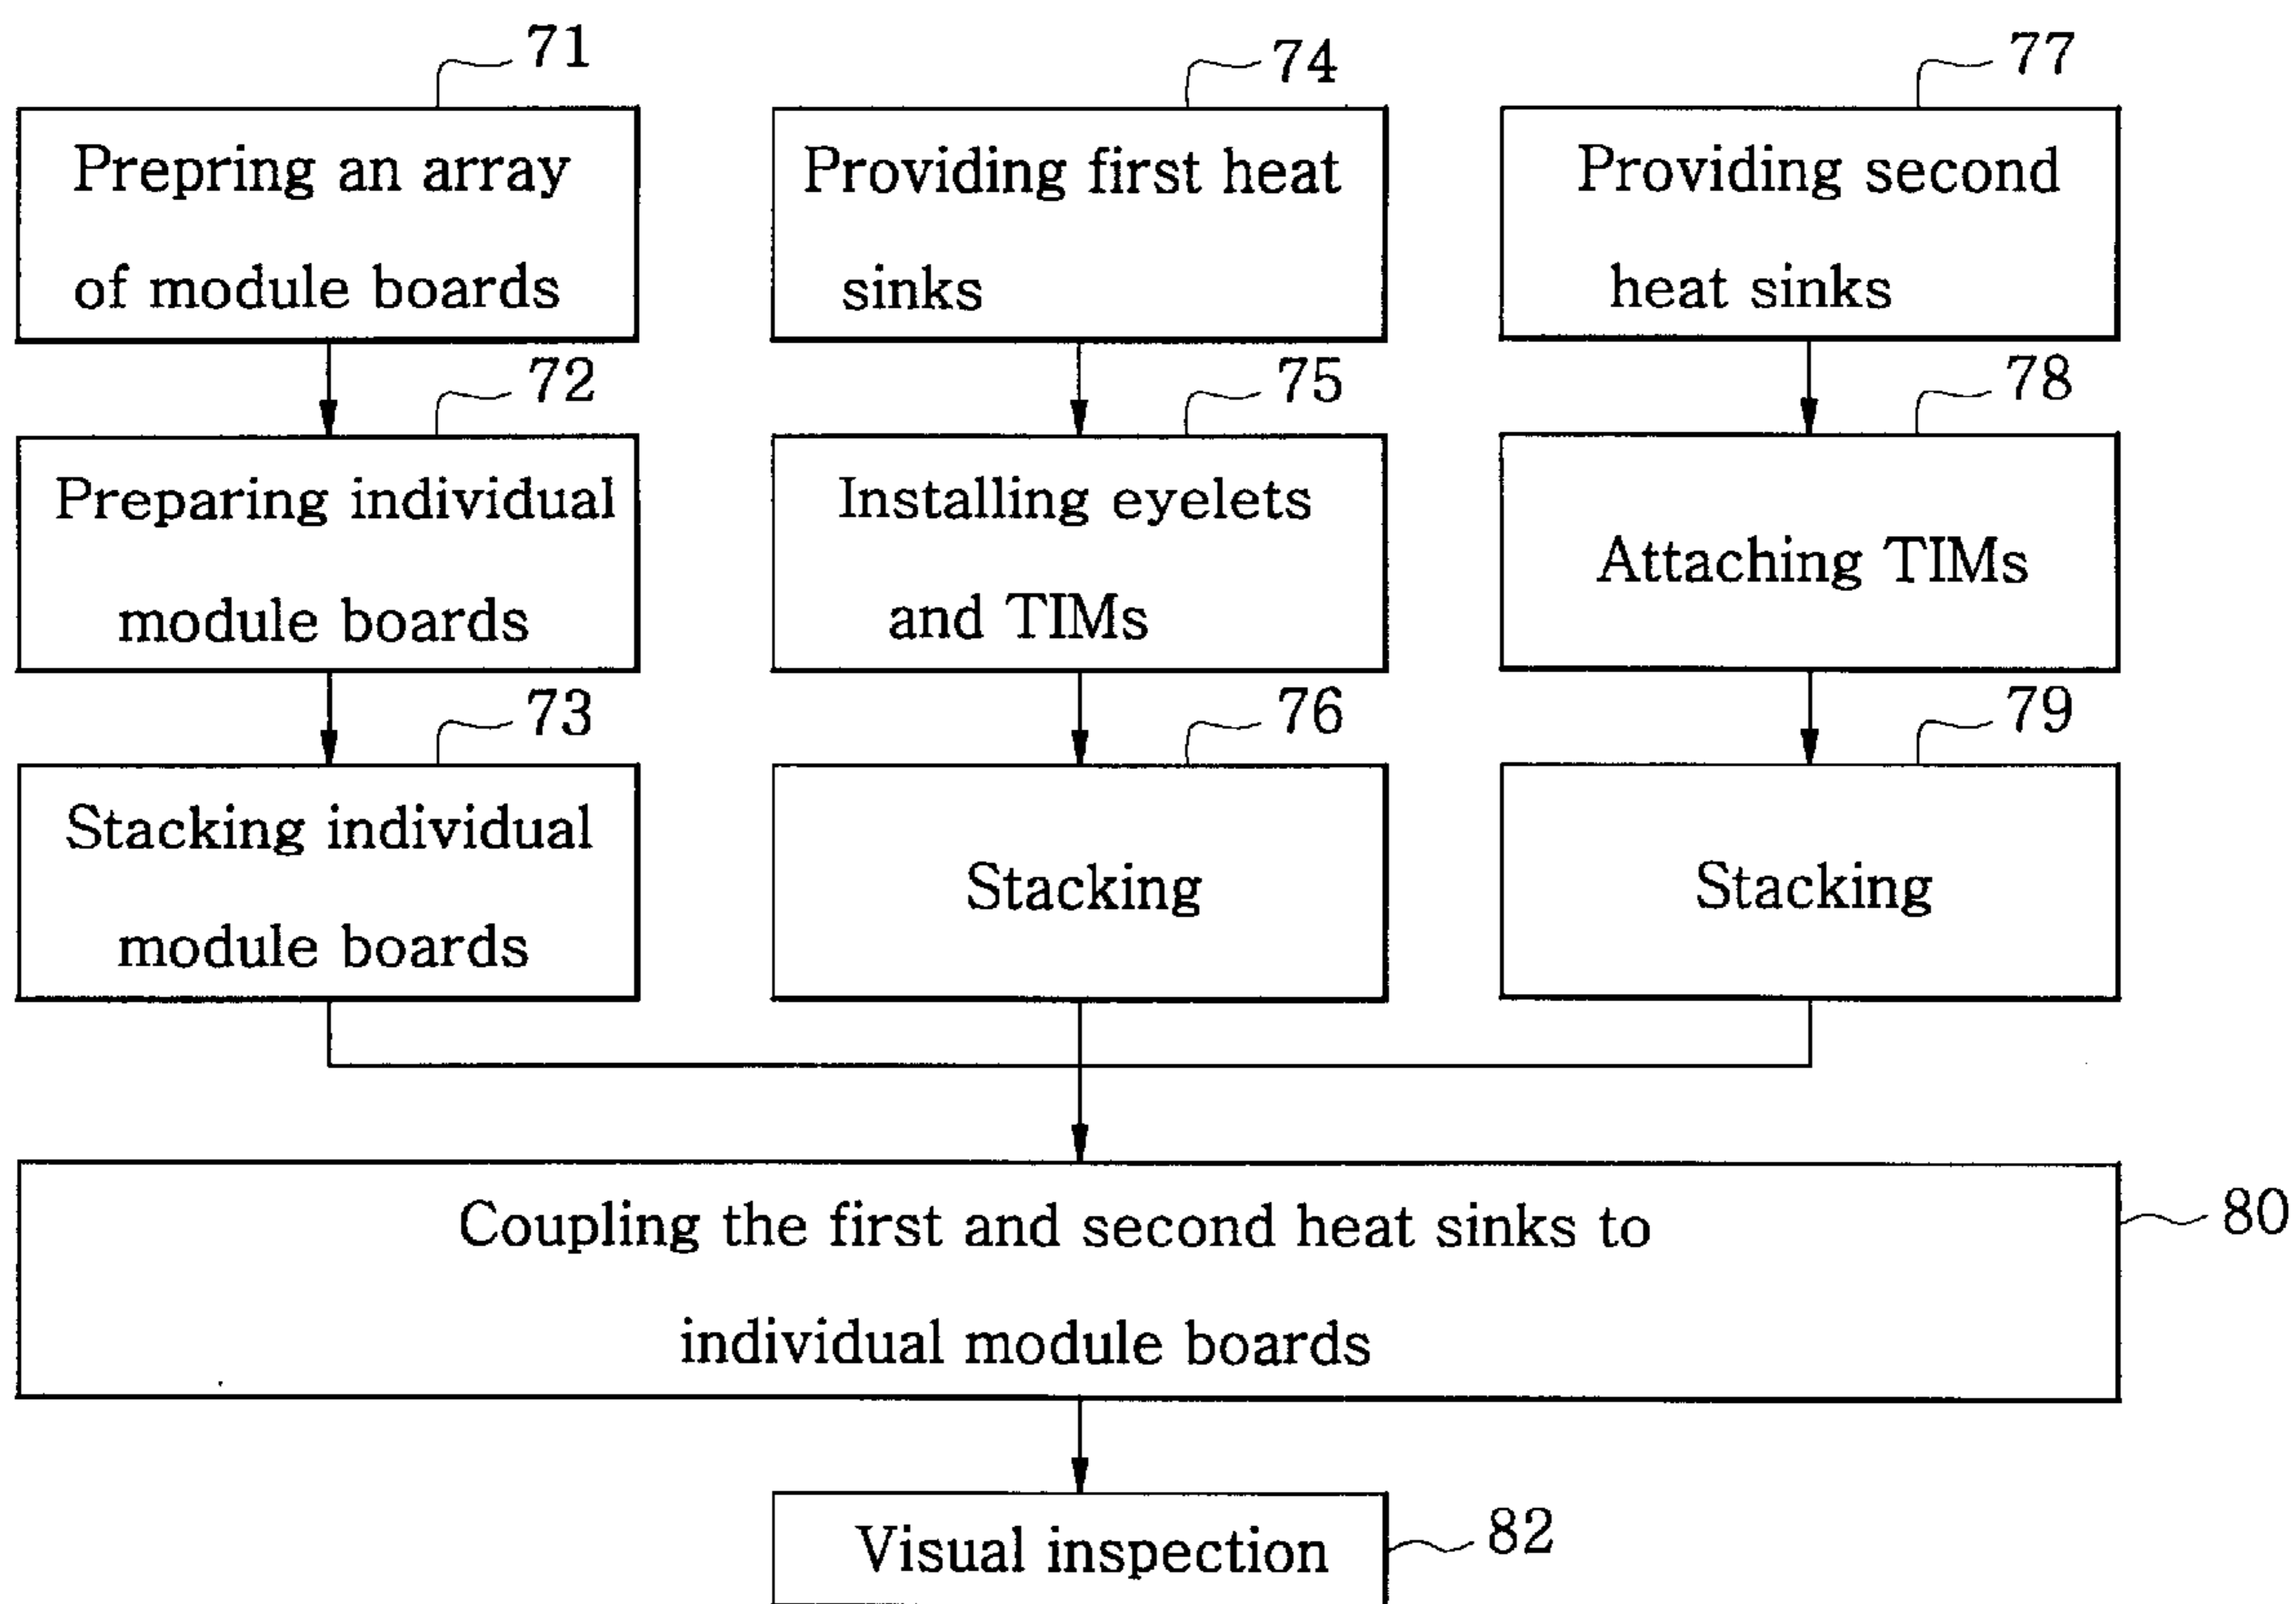 71
Prepring an array
of module boards
74
Providing first heat
sinks
77
Providing second
heat sinks
72
Preparing individual
module boards
75
Installing eyelets
and TIMs
78
Attaching TIMs
73
Stacking individual
module boards
76
Stacking
79
Stacking
Coupling the first and second heat sinks to
individual module boards
80
Visual inspection
82